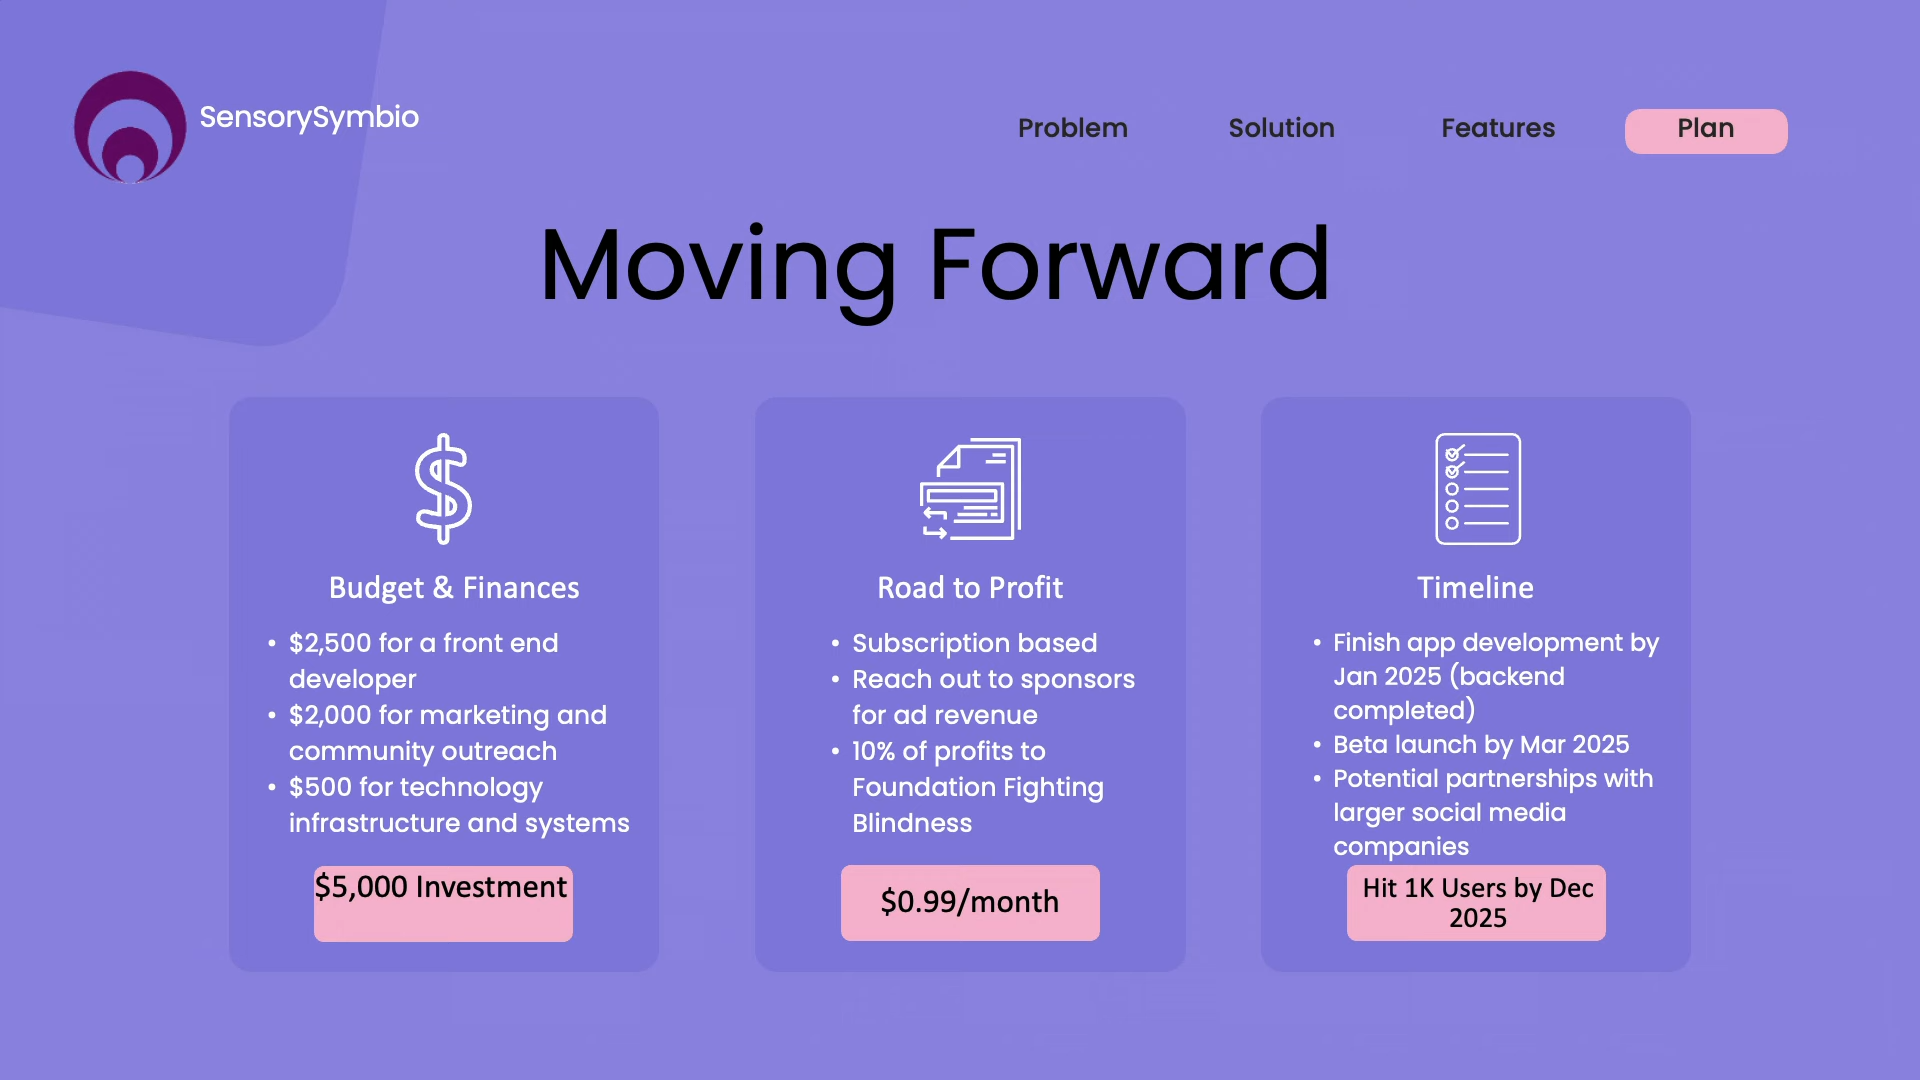 SensorySymbio
Problem
Solution
Features
Plan
Moving Forward
Budget & Finances
• $2,500 for a front end
developer
• $2,000 for marketing and
community outreach
• $500 for technology
infrastructure and systems
$5,000 Investment
Road to Profit
• Subscription based
• Reach out to sponsors
for ad revenue
• 10% of profits to
Foundation Fighting
Blindness
$0.99/month
Timeline
• Finish app development by
Jan 2025 (backend
completed)
• Beta launch by Mar 2025
• Potential partnerships with
larger social media
companies
Hit 1K Users by Dec
2025